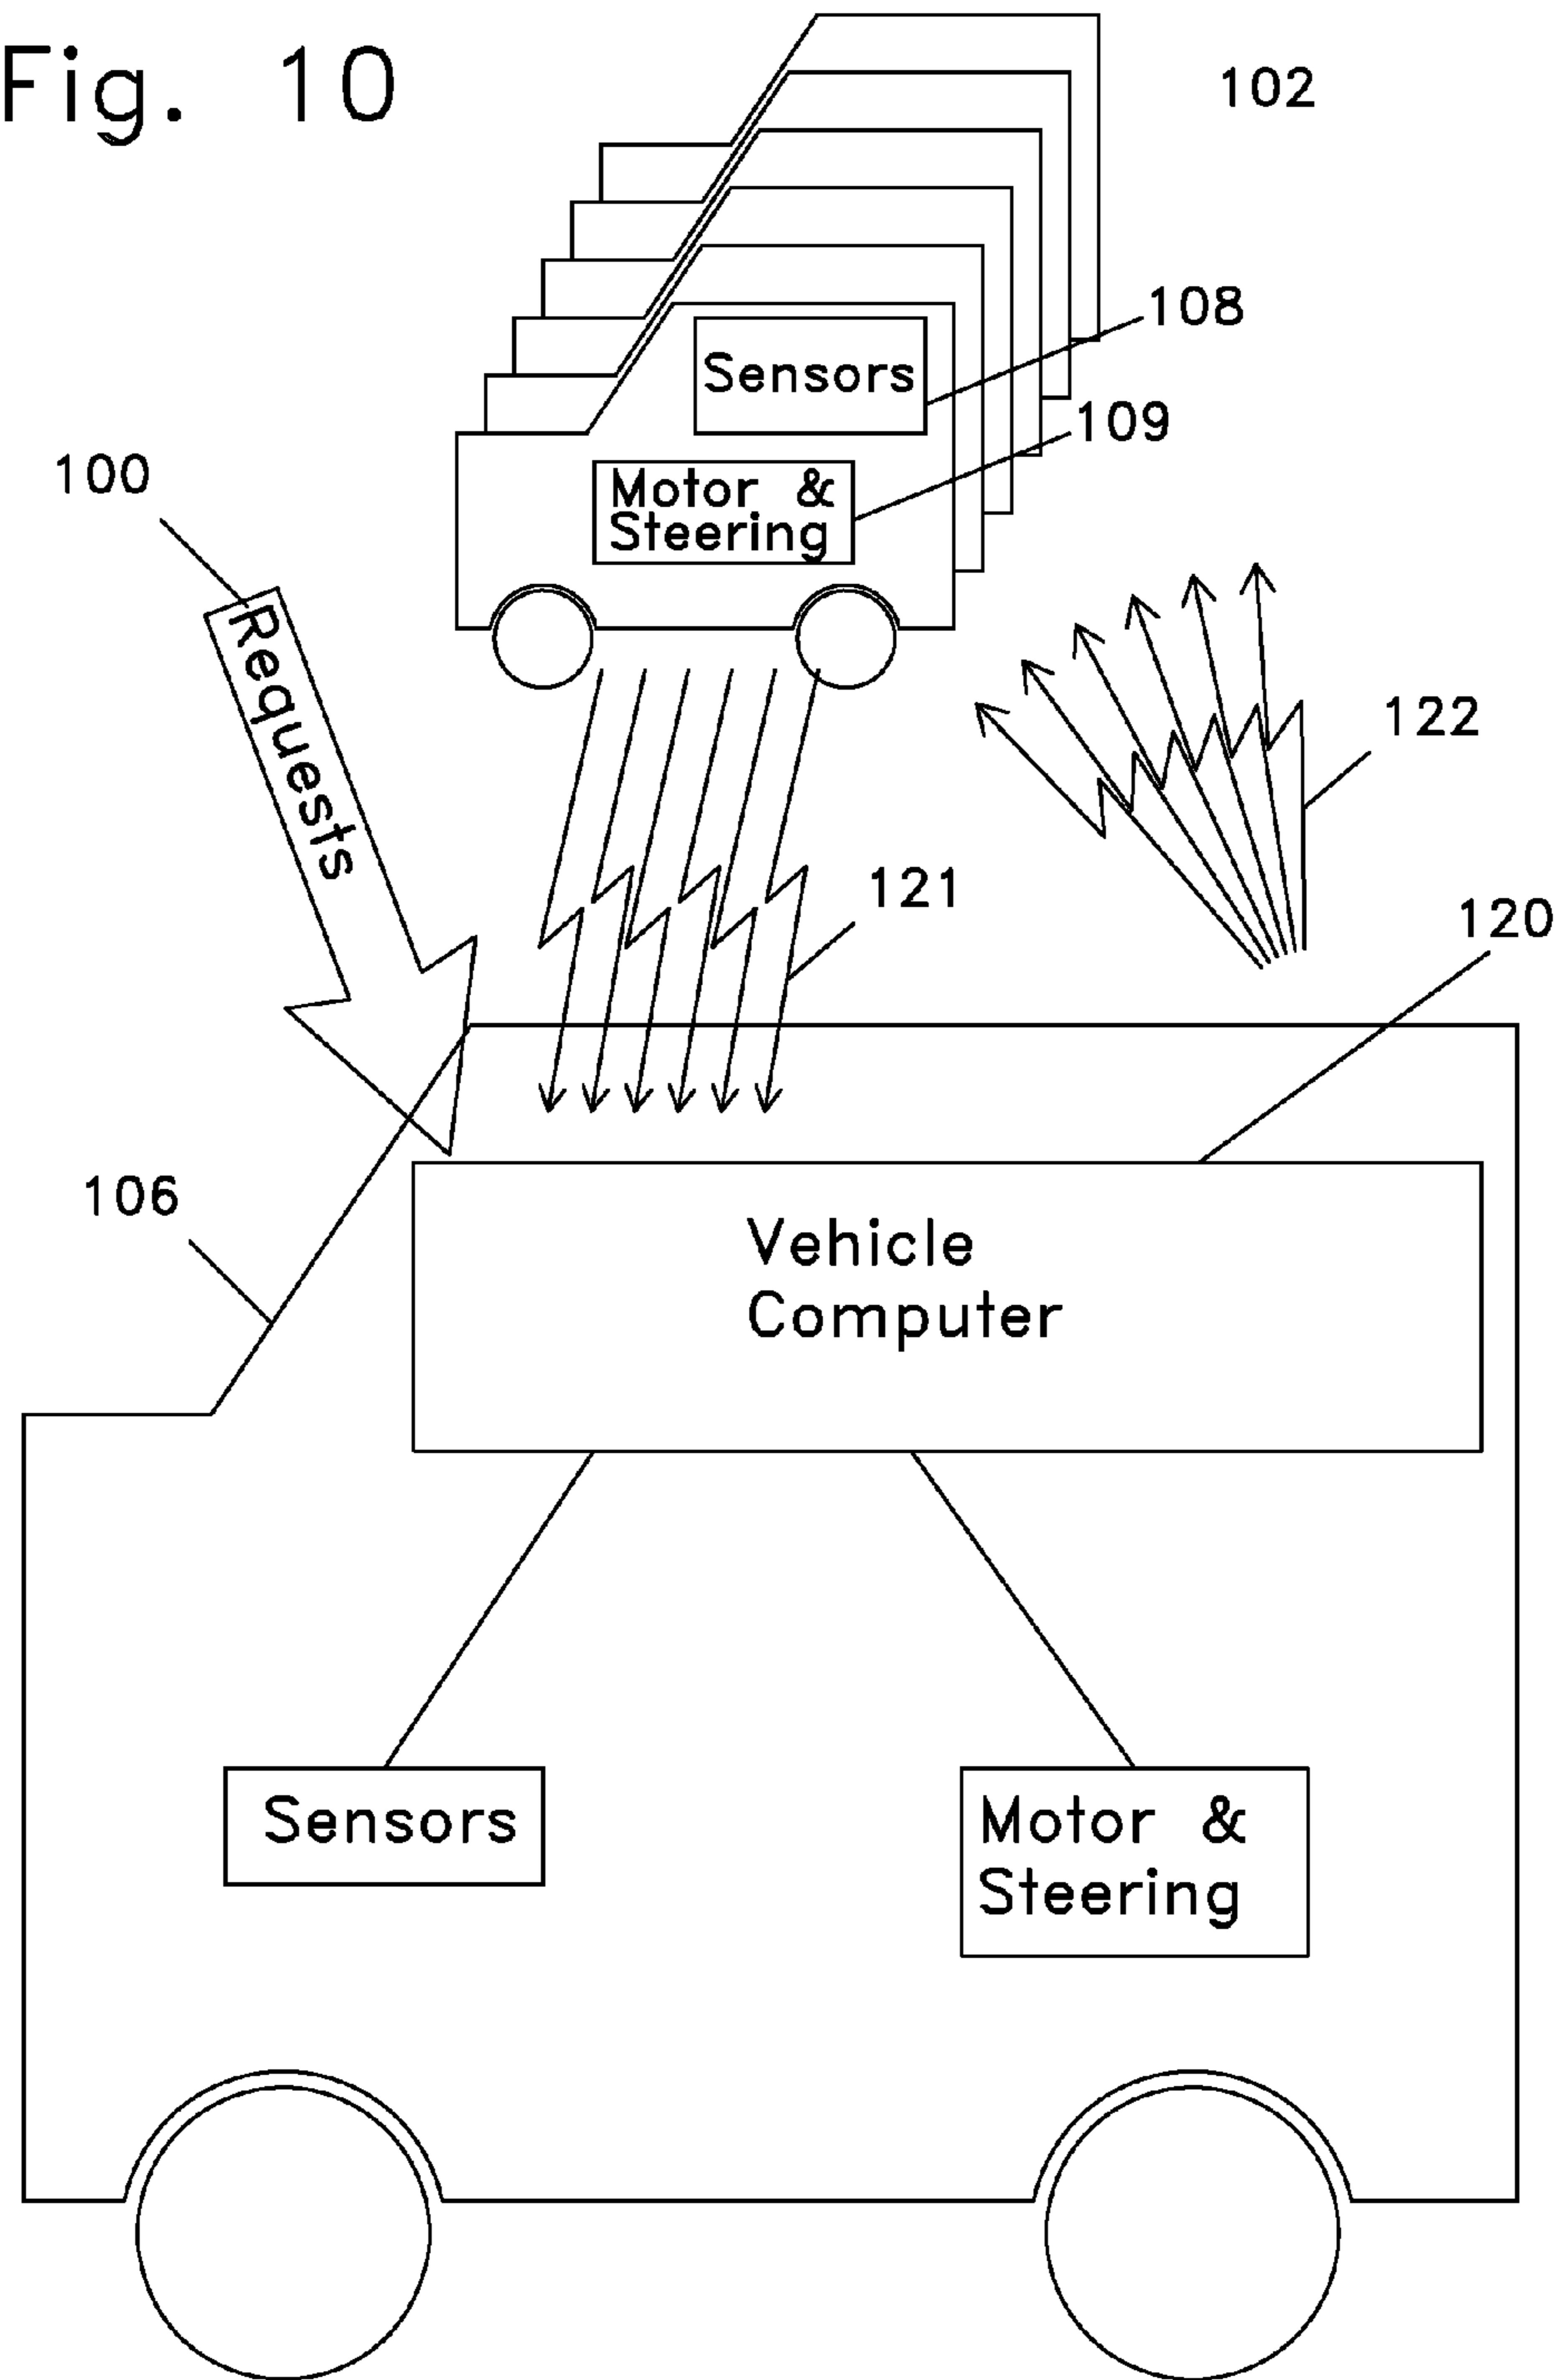 Fig. 10
102
108
Sensors
109
Motor &
Steering
100
Requests
122
121
120
106
Vehicle
Computer
Sensors
Motor &
Steering